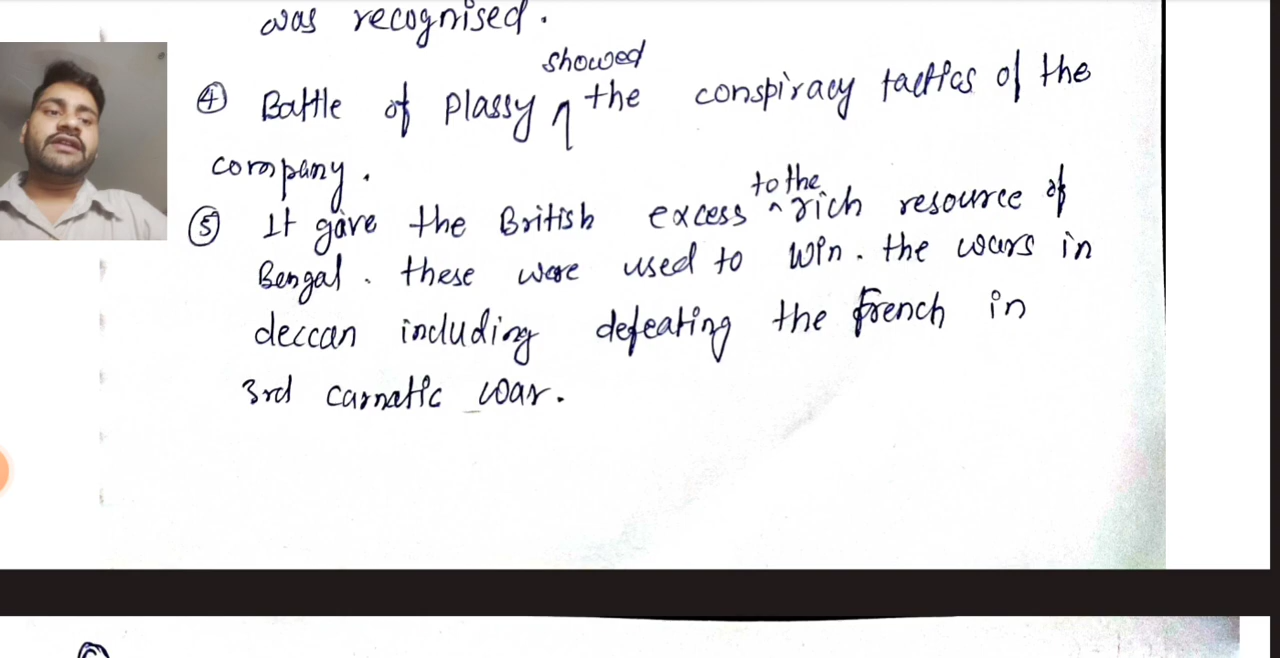 was recognised.
showed
④ Battle of plassy the conspiracy tactics of the
company.
to the
⑤ It gave the British excess ^ rich resource of
Bengal. these were used to win. the wars in
deccan including defeating the french in
3rd carnatic war.